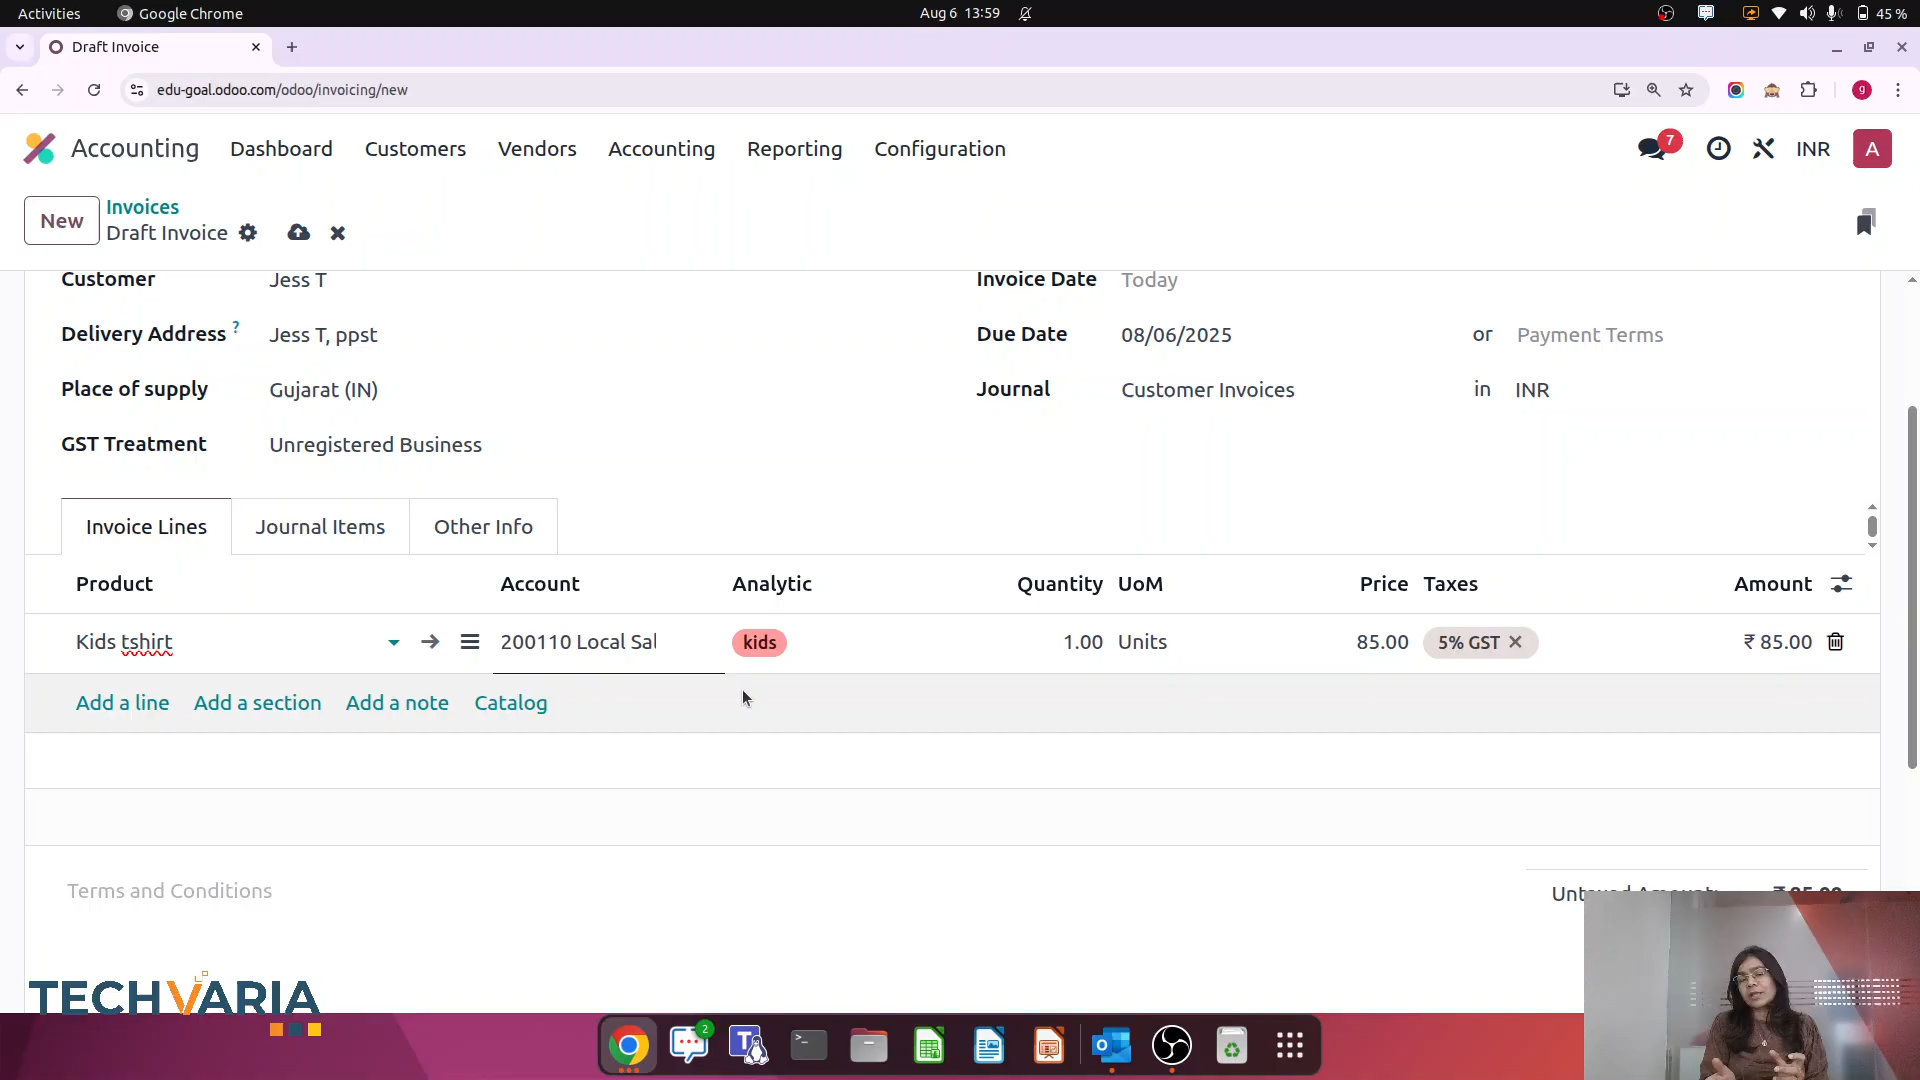 Activities Google Chrome Aug 6 13:59 45 %
Draft Invoice
edu-goal.odoo.com/odoo/invoicing/new g
Accounting Dashboard Customers Vendors Accounting Reporting Configuration 7 INR A
New Invoices
Draft Invoice
Customer Jess T Invoice Date Today
Delivery Address ? Jess T, ppst Due Date 08/06/2025 or Payment Terms
Place of supply Gujarat (IN) Journal Customer Invoices in INR
GST Treatment Unregistered Business
Invoice Lines Journal Items Other Info
Product Account Analytic Quantity UoM Price Taxes Amount
Kids tshirt 200110 Local Sal kids 1.00 Units 85.00 5% GST ₹ 85.00
Add a line Add a section Add a note Catalog
Terms and Conditions
TECHVARIA
2